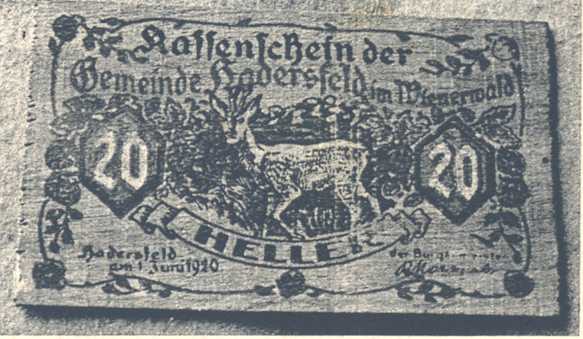 Kassenschein der
Gemeinde Hadersfeld im Wienerwald
20
20
HELLER
Hadersfeld
am 1. Juni 1920
der Bürgermeister